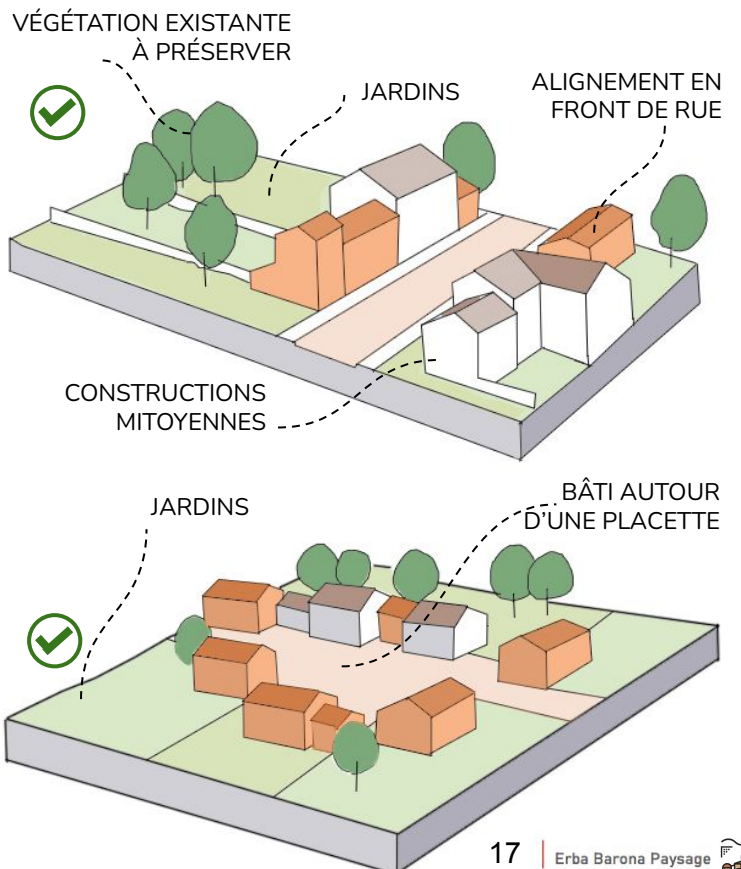 VÉGÉTATION EXISTANTE
À PRÉSERVER
JARDINS
ALIGNEMENT EN
FRONT DE RUE
CONSTRUCTIONS
MITOYENNES
JARDINS
BÂTI AUTOUR
D'UNE PLACETTE
17
Erba Barona Paysage